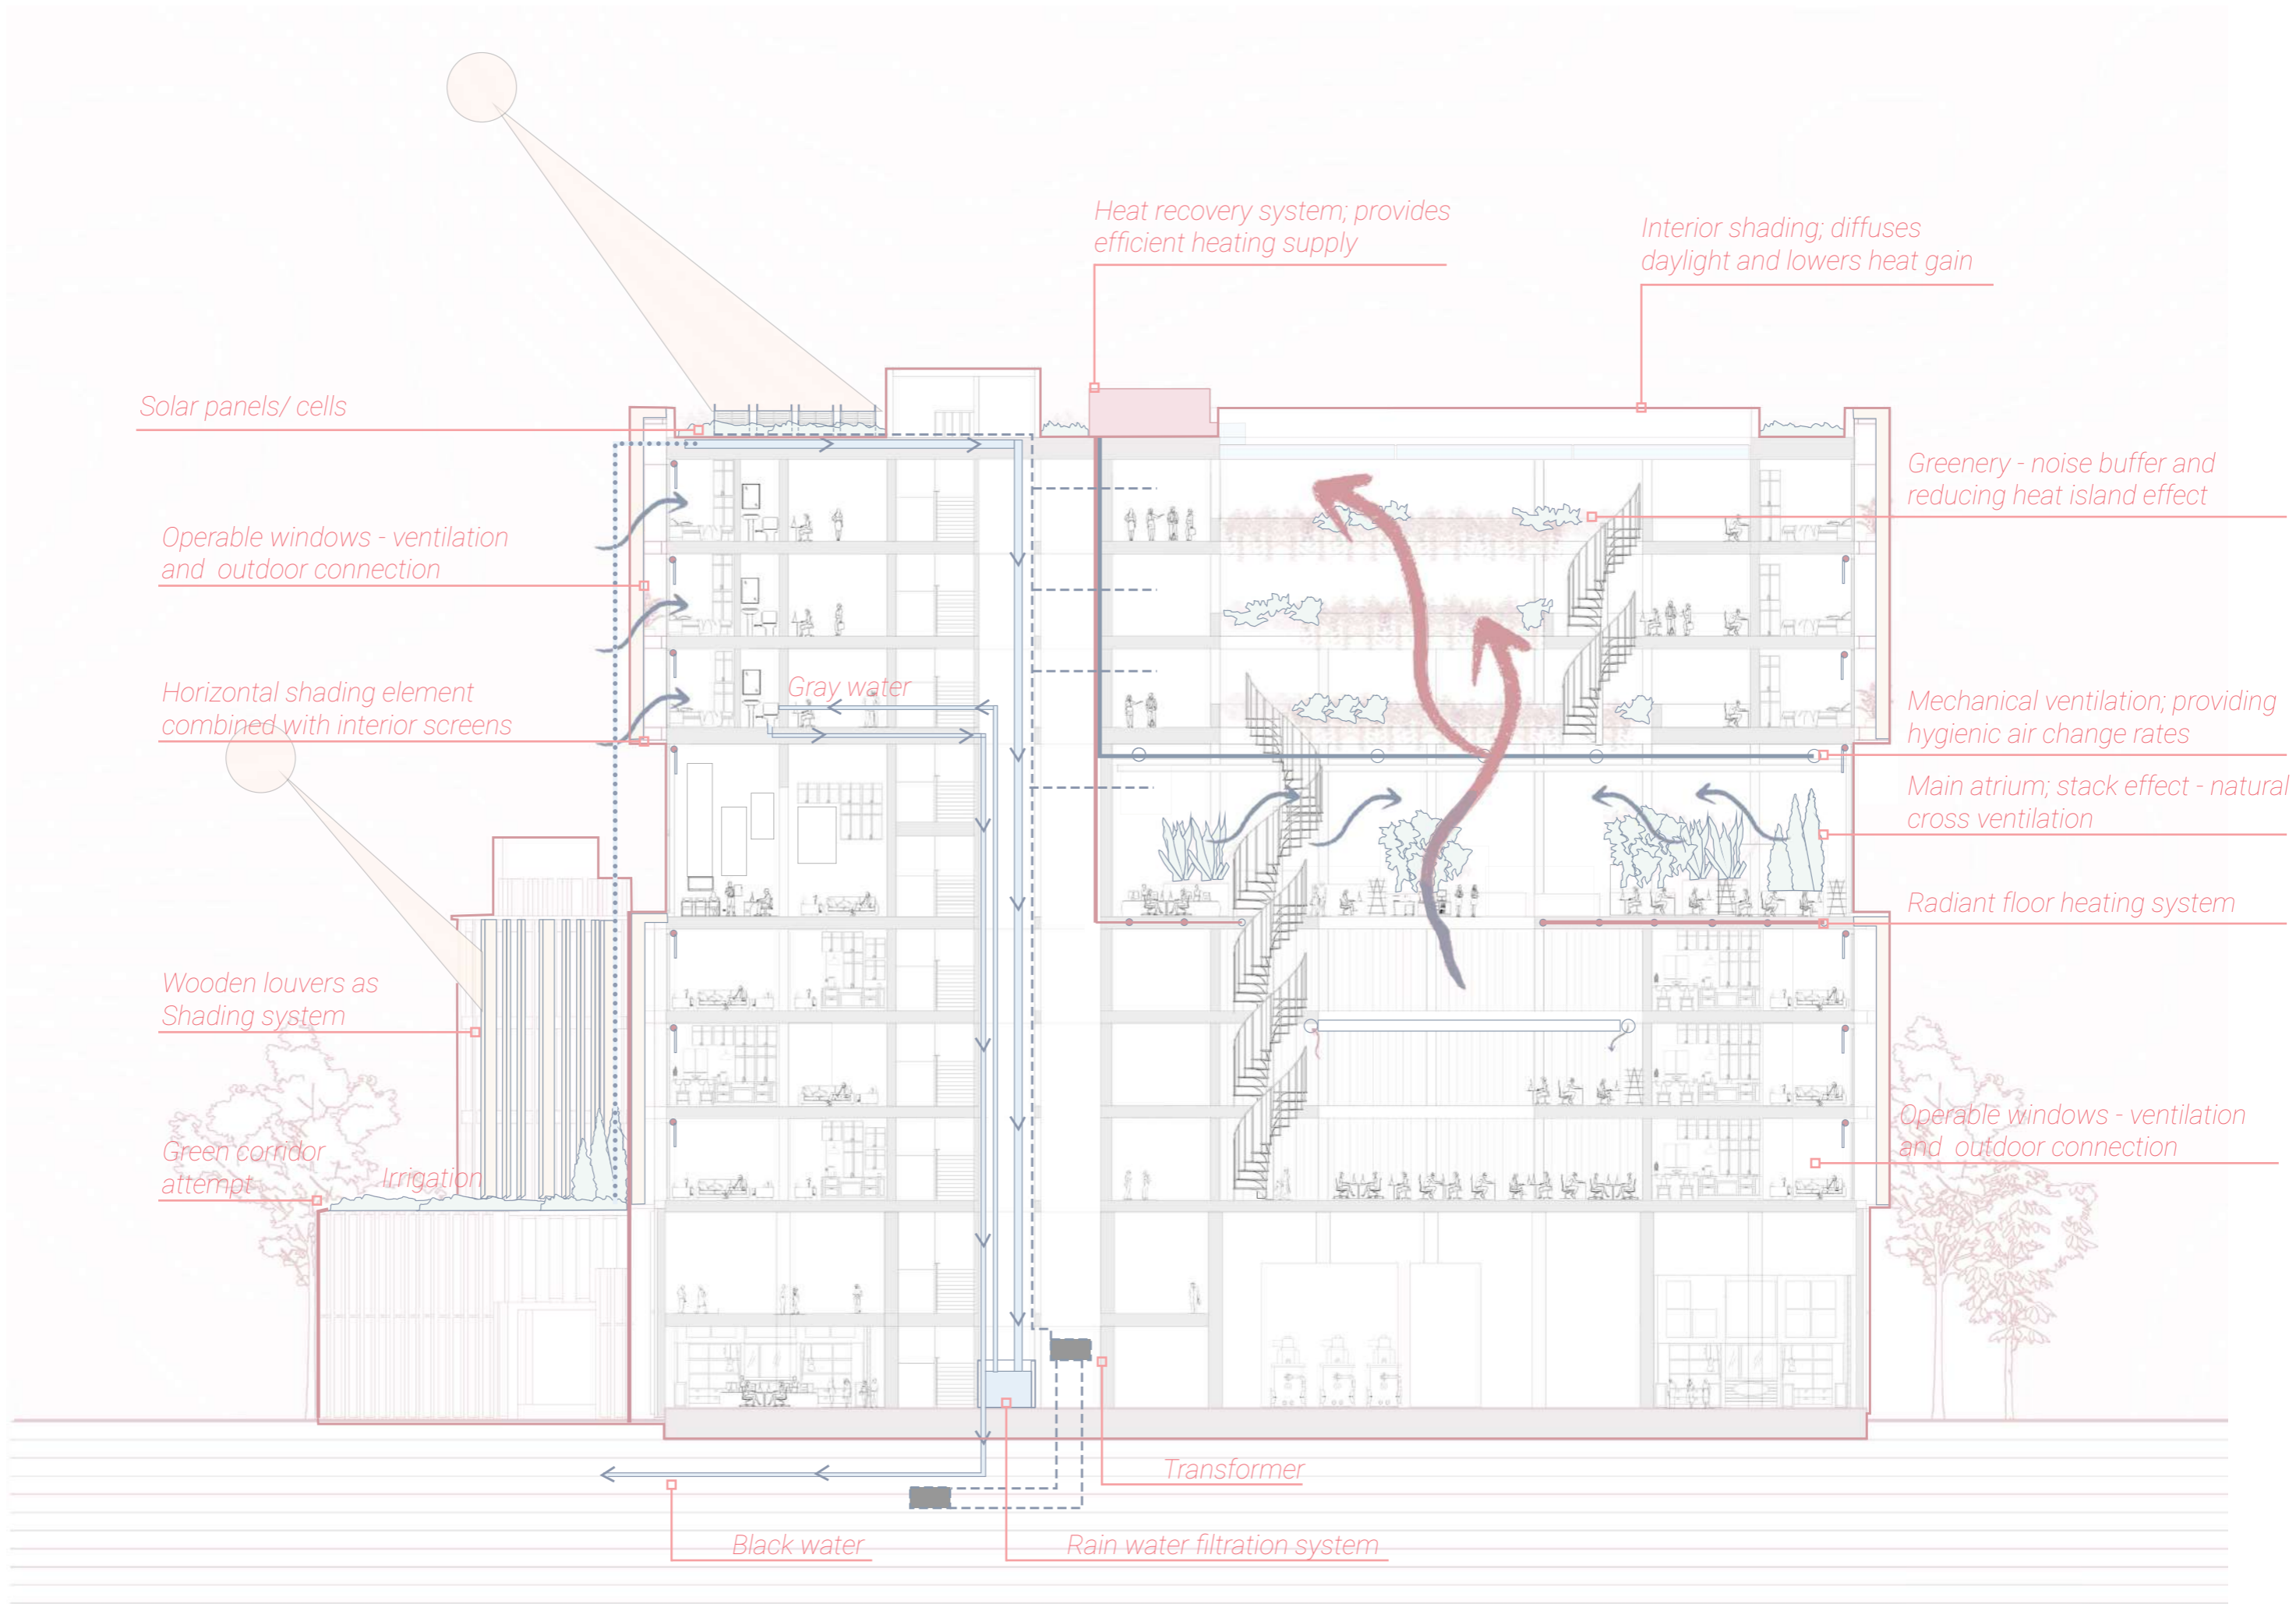 Heat recovery system; provides
efficient heating supply
Interior shading; diffuses
daylight and lowers heat gain
Solar panels/ cells
Greenery - noise buffer and
reducing heat island effect
Operable windows - ventilation
and outdoor connection
Horizontal shading element
combined with interior screens
Gray water
Mechanical ventilation; providing
hygienic air change rates
Main atrium; stack effect - natural
cross ventilation
Radiant floor heating system
Wooden louvers as
Shading system
Operable windows - ventilation
and outdoor connection
Green corridor
attempt
Irrigation
Transformer
Black water
Rain water filtration system